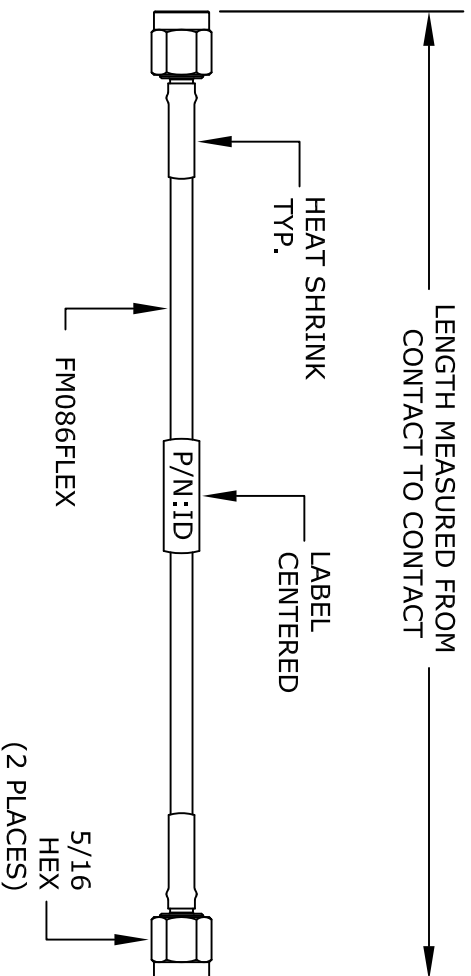 LENGTH MEASURED FROM
CONTACT TO CONTACT
HEAT SHRINK
TYP.
LABEL
CENTERED
P/N:ID
FM086FLEX
5/16
HEX
(2 PLACES)